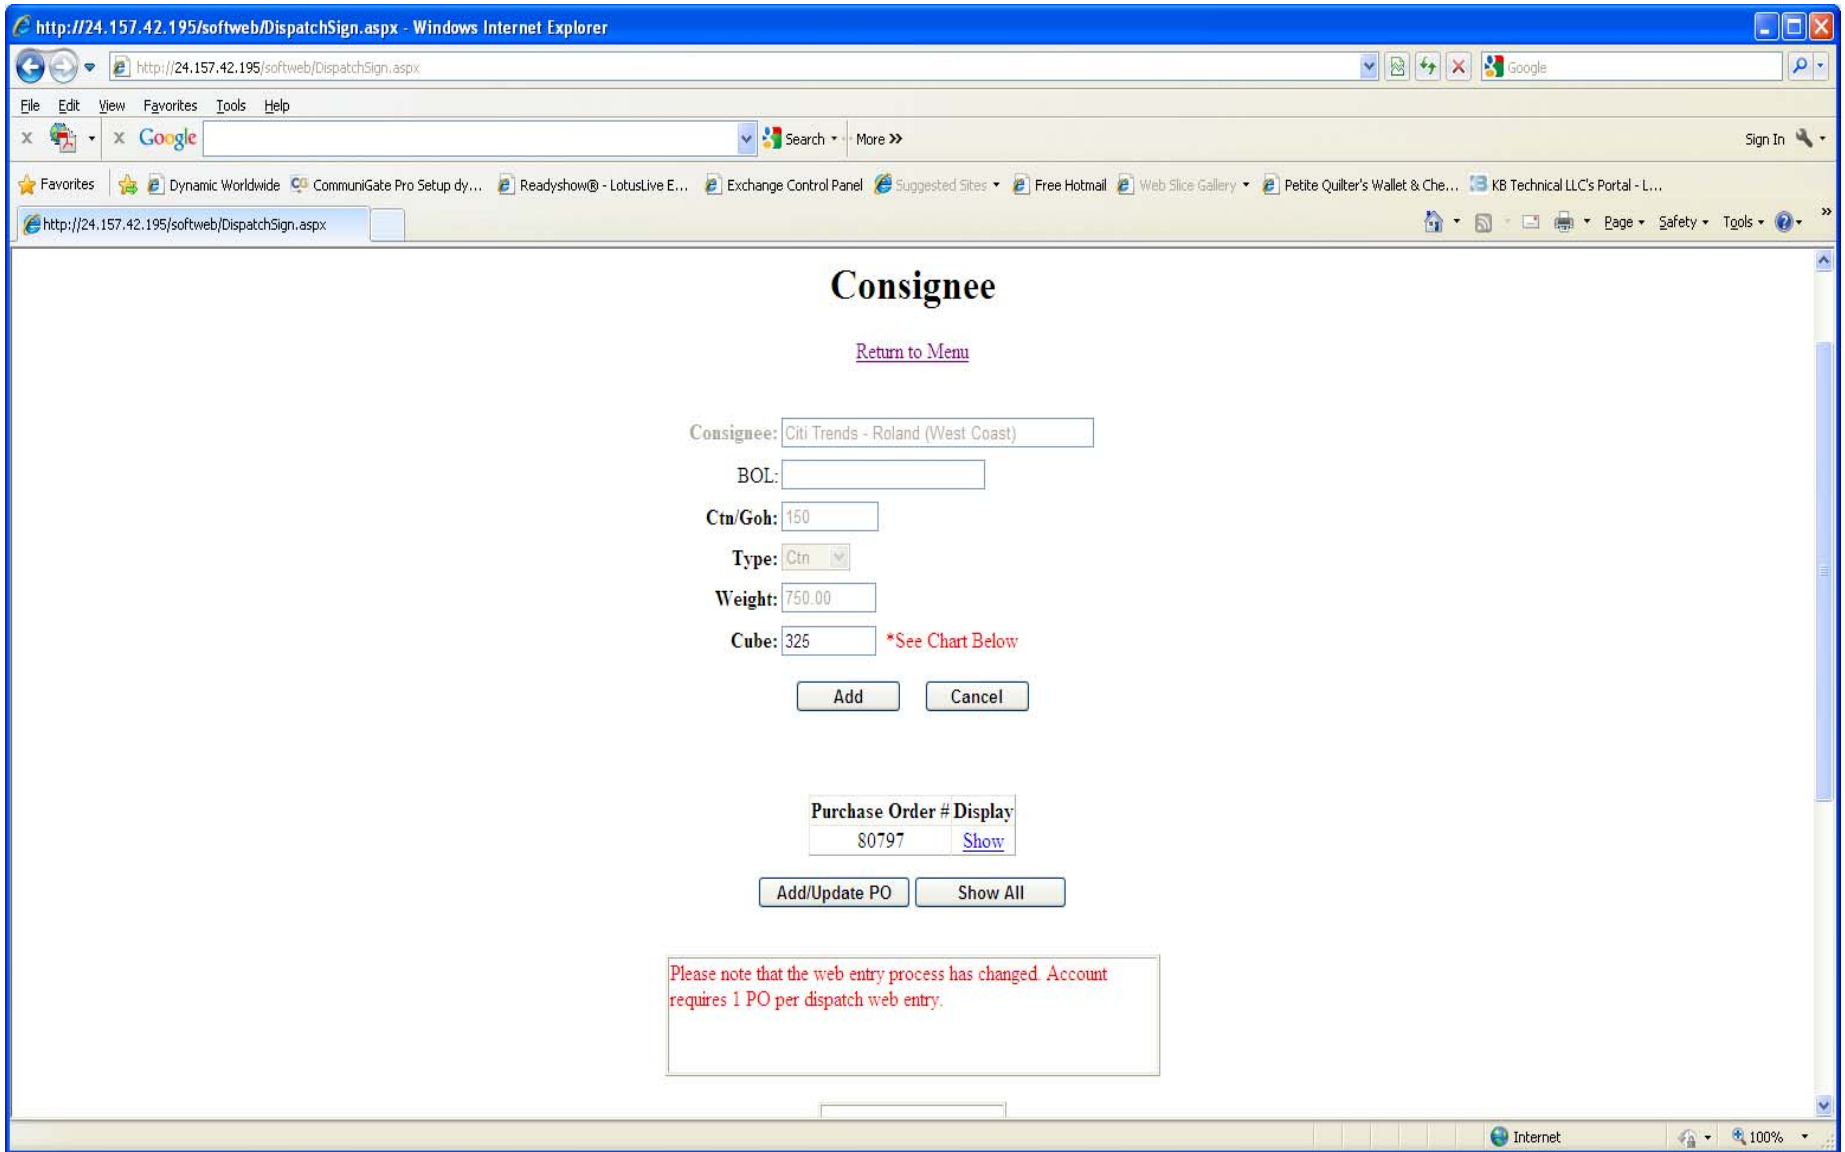 http://24.157.42.195/softweb/DispatchSign.aspx - Windows Internet Explorer
http://24.157.42.195/softweb/DispatchSign.aspx Google
File Edit View Favorites Tools Help
x x Google Search More >> Sign In
Favorites Dynamic Worldwide CommuniGate Pro Setup dy... Readyshow® - LotusLive E... Exchange Control Panel Suggested Sites Free Hotmail Web Slice Gallery Petite Quilter's Wallet & Che... KB Technical LLC's Portal - L...
http://24.157.42.195/softweb/DispatchSign.aspx Page Safety Tools »
Consignee
Return to Menu
Consignee: Citi Trends - Roland (West Coast)
BOL:
Ctn/Goh: 150
Type: Ctn
Weight: 750.00
Cube: 325 *See Chart Below
Add Cancel
Purchase Order # Display
80797 Show
Add/Update PO Show All
Please note that the web entry process has changed. Account
requires 1 PO per dispatch web entry.
Internet 100%